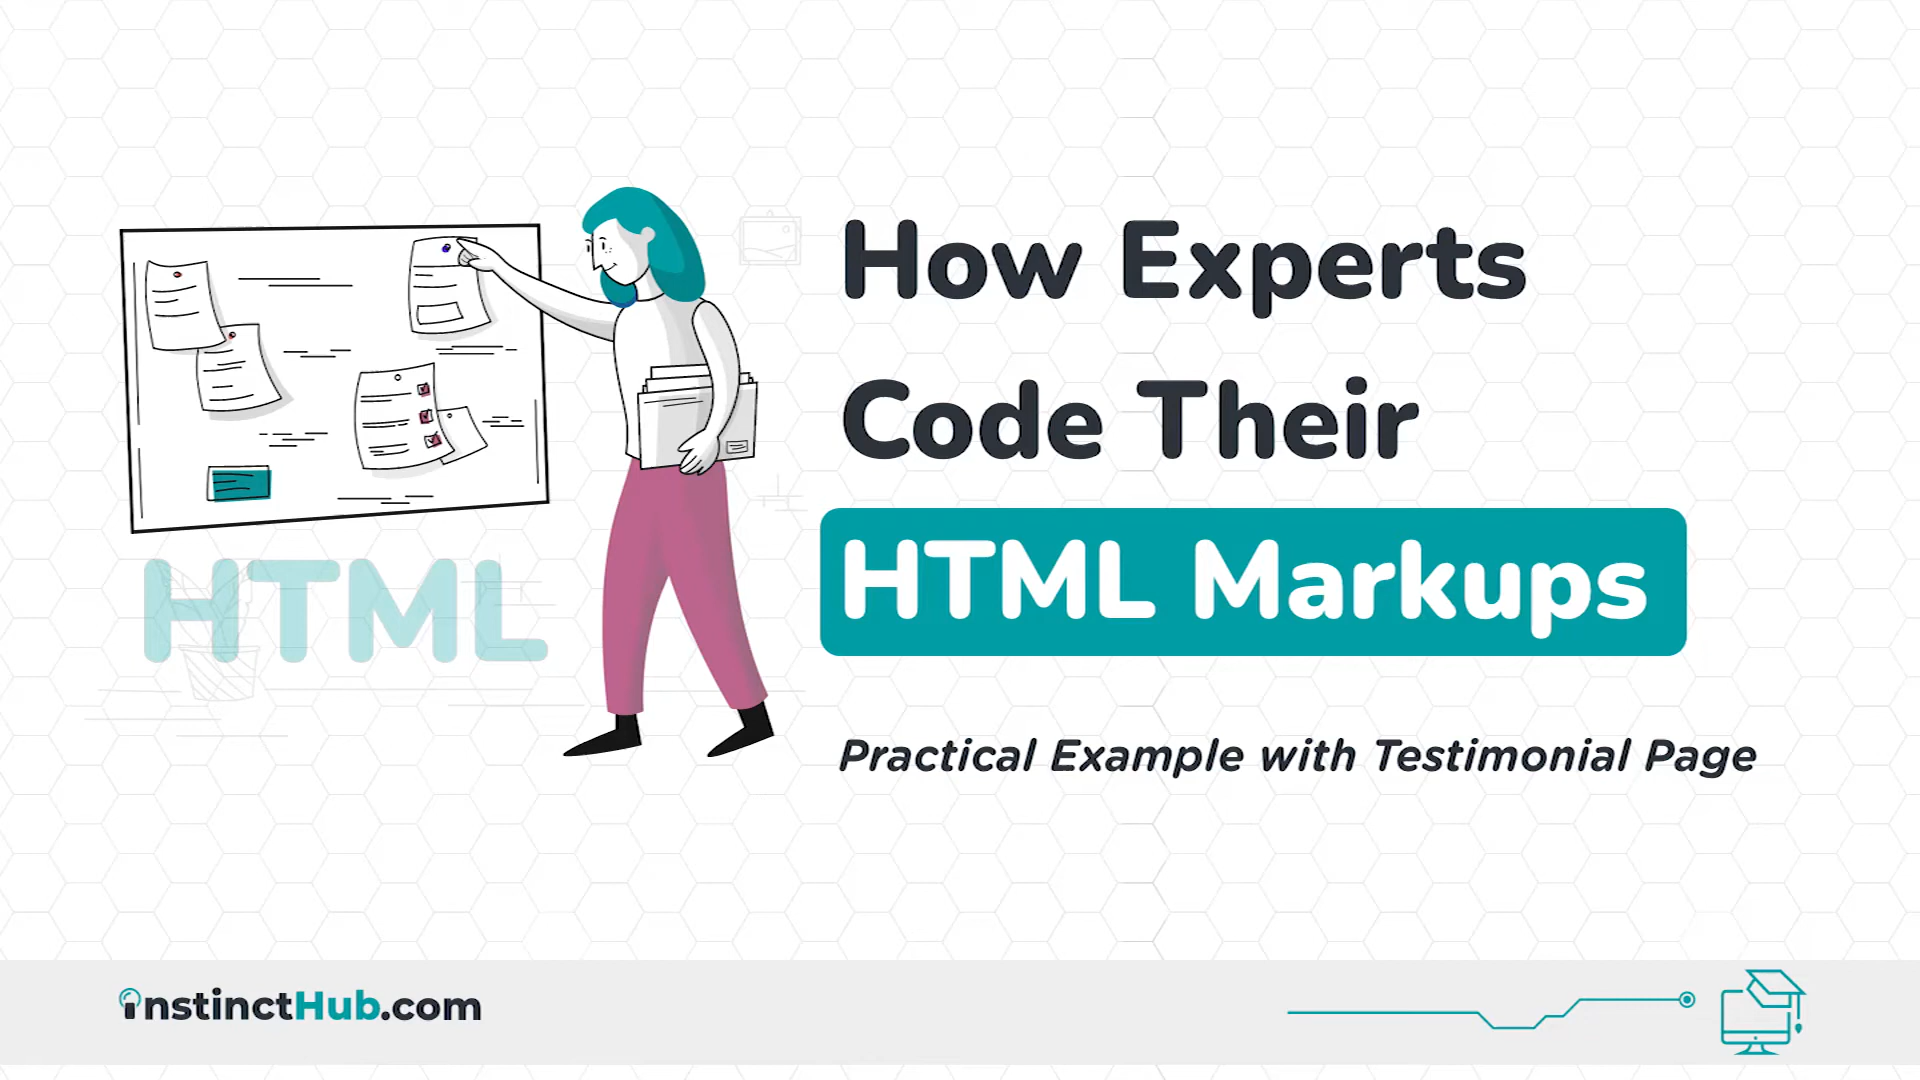 How Experts
Code Their
HTML Markups
HTML
Practical Example with Testimonial Page
instinctHub.com